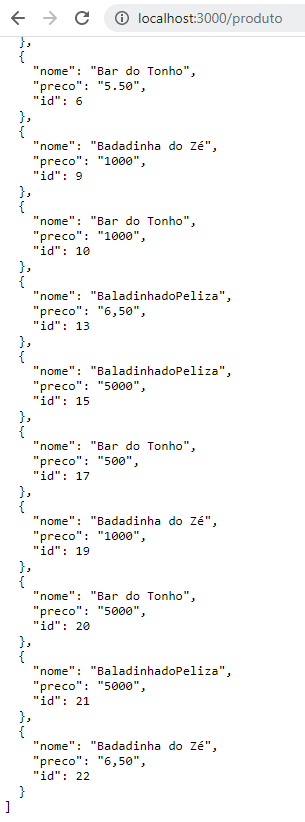 localhost:3000/produto
},
{
"nome": "Bar do Tonho",
"preco": "5.50",
"id": 6
},
{
"nome": "Badadinha do Zé",
"preco": "1000",
"id": 9
},
{
"nome": "Bar do Tonho",
"preco": "1000",
"id": 10
},
{
"nome": "BaladinhadoPeliza",
"preco": "6,50",
"id": 13
},
{
"nome": "BaladinhadoPeliza",
"preco": "5000",
"id": 15
},
{
"nome": "Bar do Tonho",
"preco": "500",
"id": 17
},
{
"nome": "Badadinha do Zé",
"preco": "1000",
"id": 19
},
{
"nome": "Bar do Tonho",
"preco": "5000",
"id": 20
},
{
"nome": "BaladinhadoPeliza",
"preco": "5000",
"id": 21
},
{
"nome": "Badadinha do Zé",
"preco": "6,50",
"id": 22
}
]